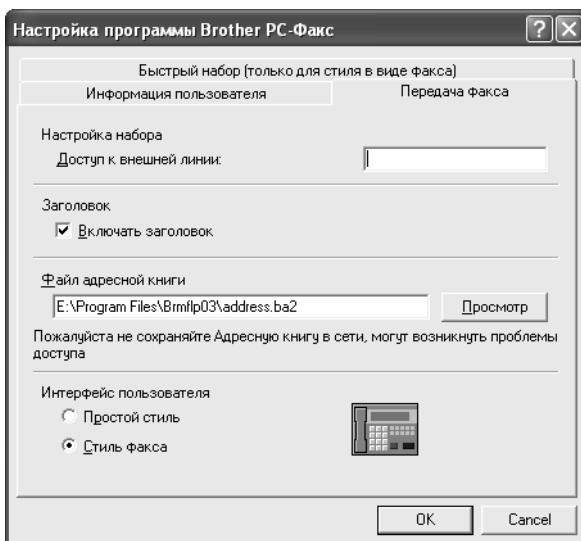 Настройка программы Brother PC-Факс
Быстрый набор (только для стиля в виде факса)
Информация пользователя
Передача факса
Настройка набора
Доступ к внешней линии:
Заголовок
Включать заголовок
Файл адресной книги
E:\Program Files\Brmflp03\address.ba2
Просмотр
Пожалуйста не сохраняйте Адресную книгу в сети, могут возникнуть проблемы
доступа
Интерфейс пользователя
Простой стиль
Стиль факса
OK
Cancel